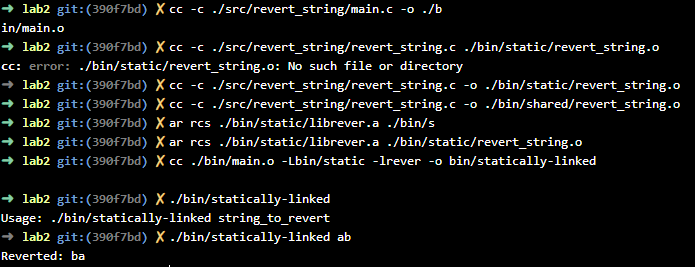 ➜ lab2 git:(390f7bd) ✗ cc -c ./src/revert_string/main.c -o ./b
in/main.o
➜ lab2 git:(390f7bd) ✗ cc -c ./src/revert_string/revert_string.c ./bin/static/revert_string.o
cc: error: ./bin/static/revert_string.o: No such file or directory
➜ lab2 git:(390f7bd) ✗ cc -c ./src/revert_string/revert_string.c -o ./bin/static/revert_string.o
➜ lab2 git:(390f7bd) ✗ cc -c ./src/revert_string/revert_string.c -o ./bin/shared/revert_string.o
➜ lab2 git:(390f7bd) ✗ ar rcs ./bin/static/librever.a ./bin/s
➜ lab2 git:(390f7bd) ✗ ar rcs ./bin/static/librever.a ./bin/static/revert_string.o
➜ lab2 git:(390f7bd) ✗ cc ./bin/main.o -Lbin/static -lrever -o bin/statically-linked
➜ lab2 git:(390f7bd) ✗ ./bin/statically-linked
Usage: ./bin/statically-linked string_to_revert
➜ lab2 git:(390f7bd) ✗ ./bin/statically-linked ab
Reverted: ba